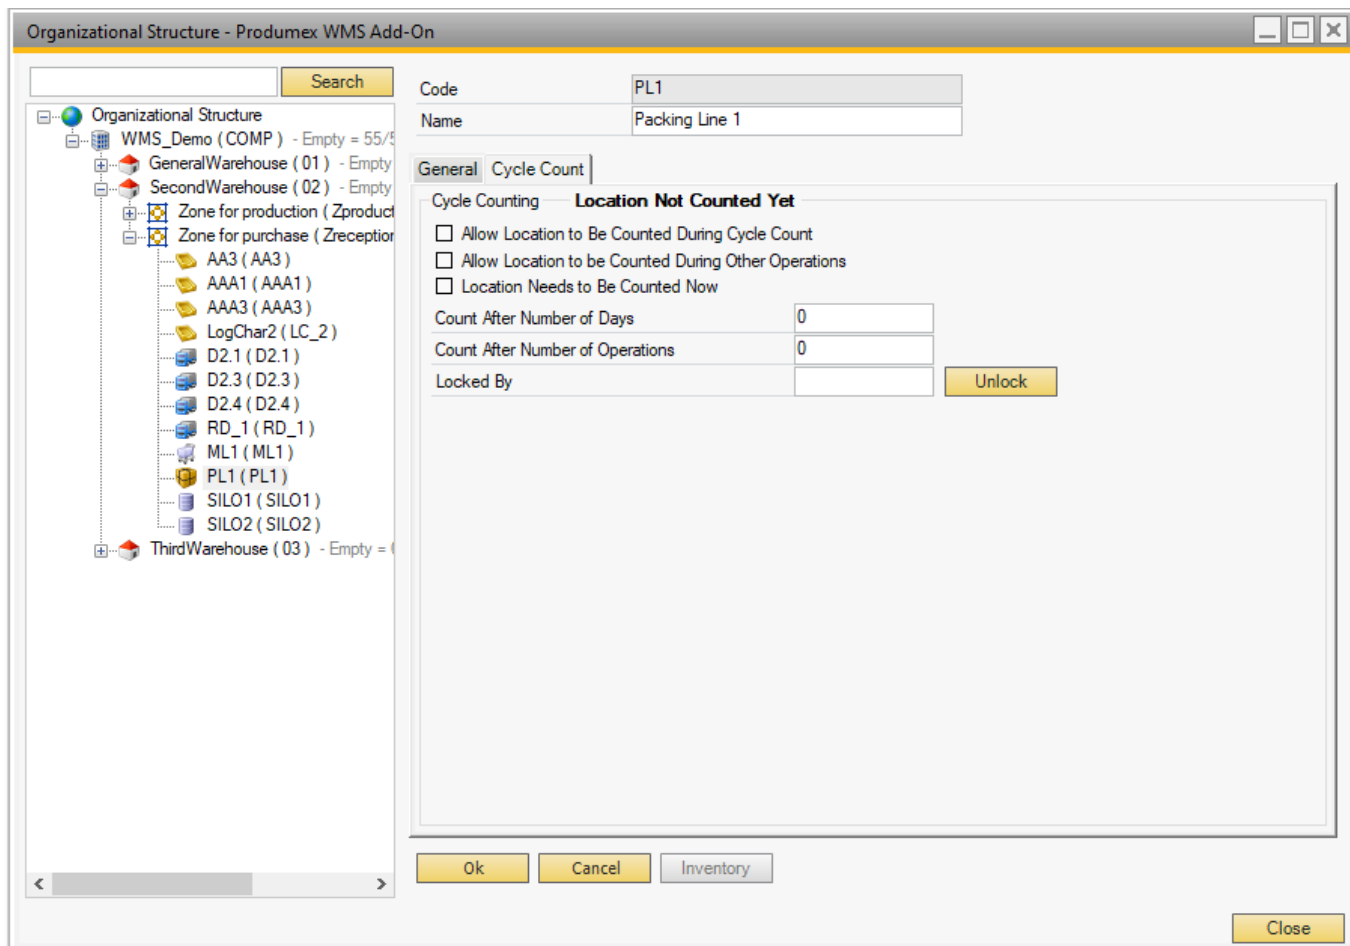 Organizational Structure - Produmex WMS Add-On
Search
Organizational Structure
WMS_Demo ( COMP ) - Empty = 55/5
GeneralWarehouse ( 01 ) - Empty
SecondWarehouse ( 02 ) - Empty
Zone for production ( Zproduct
Zone for purchase ( Zreception
AA3 ( AA3 )
AAA1 ( AAA1 )
AAA3 ( AAA3 )
LogChar2 ( LC_2 )
D2.1 ( D2.1 )
D2.3 ( D2.3 )
D2.4 ( D2.4 )
RD_1 ( RD_1 )
ML1 ( ML1 )
PL1 ( PL1 )
SILO1 ( SILO1 )
SILO2 ( SILO2 )
ThirdWarehouse ( 03 ) - Empty =
Code PL1
Name Packing Line 1
General Cycle Count
Cycle Counting Location Not Counted Yet
Allow Location to Be Counted During Cycle Count
Allow Location to be Counted During Other Operations
Location Needs to Be Counted Now
Count After Number of Days 0
Count After Number of Operations 0
Locked By Unlock
Ok Cancel Inventory
Close